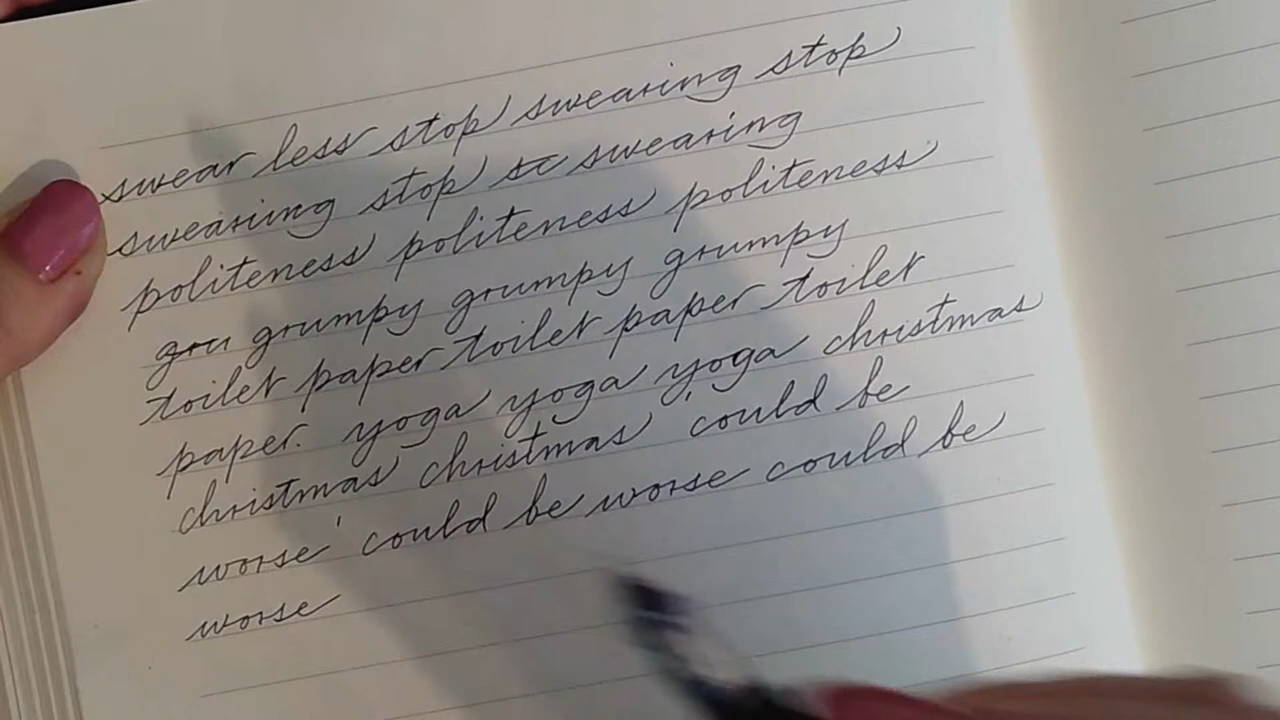 swear less stop swearing stop
swearing stop sc swearing
politeness politeness politeness
gru grumpy grumpy grumpy
toilet paper toilet paper toilet
paper. yoga yoga yoga christmas
christmas christmas 'could be
worse' could be worse could be
worse